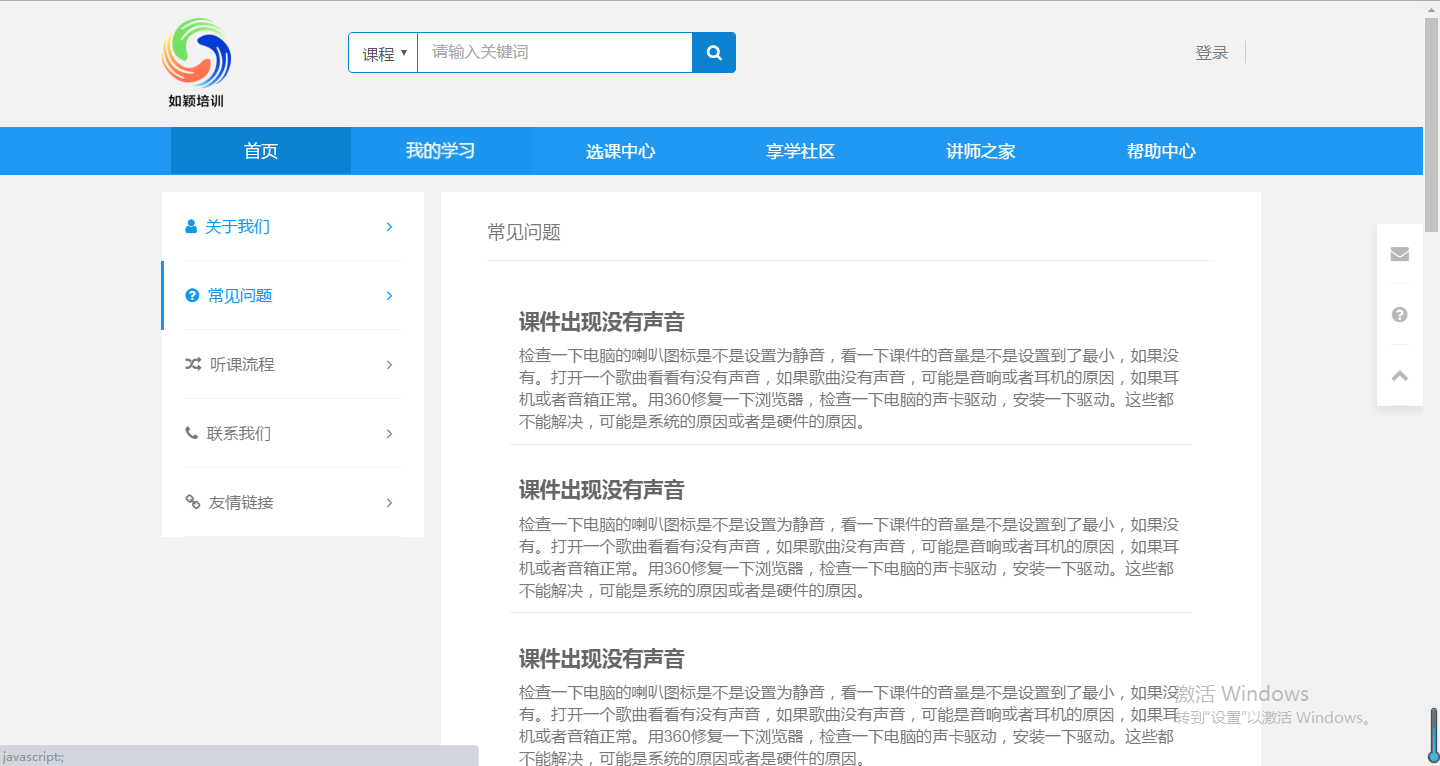 如颖培训
课程 ▾ 请输入关键词
登录
首页 我的学习 选课中心 享学社区 讲师之家 帮助中心
关于我们
常见问题
听课流程
联系我们
友情链接
常见问题
课件出现没有声音
检查一下电脑的喇叭图标是不是设置为静音，看一下课件的音量是不是设置到了最小，如果没
有。打开一个歌曲看看有没有声音，如果歌曲没有声音，可能是音响或者耳机的原因，如果耳
机或者音箱正常。用360修复一下浏览器，检查一下电脑的声卡驱动，安装一下驱动。这些都
不能解决，可能是系统的原因或者是硬件的原因。
课件出现没有声音
检查一下电脑的喇叭图标是不是设置为静音，看一下课件的音量是不是设置到了最小，如果没
有。打开一个歌曲看看有没有声音，如果歌曲没有声音，可能是音响或者耳机的原因，如果耳
机或者音箱正常。用360修复一下浏览器，检查一下电脑的声卡驱动，安装一下驱动。这些都
不能解决，可能是系统的原因或者是硬件的原因。
课件出现没有声音
检查一下电脑的喇叭图标是不是设置为静音，看一下课件的音量是不是设置到了最小，如果没
有。打开一个歌曲看看有没有声音，如果歌曲没有声音，可能是音响或者耳机的原因，如果耳
机或者音箱正常。用360修复一下浏览器，检查一下电脑的声卡驱动，安装一下驱动。这些都
不能解决，可能是系统的原因或者是硬件的原因。
激活 Windows
转到“设置”以激活 Windows。
javascript:;